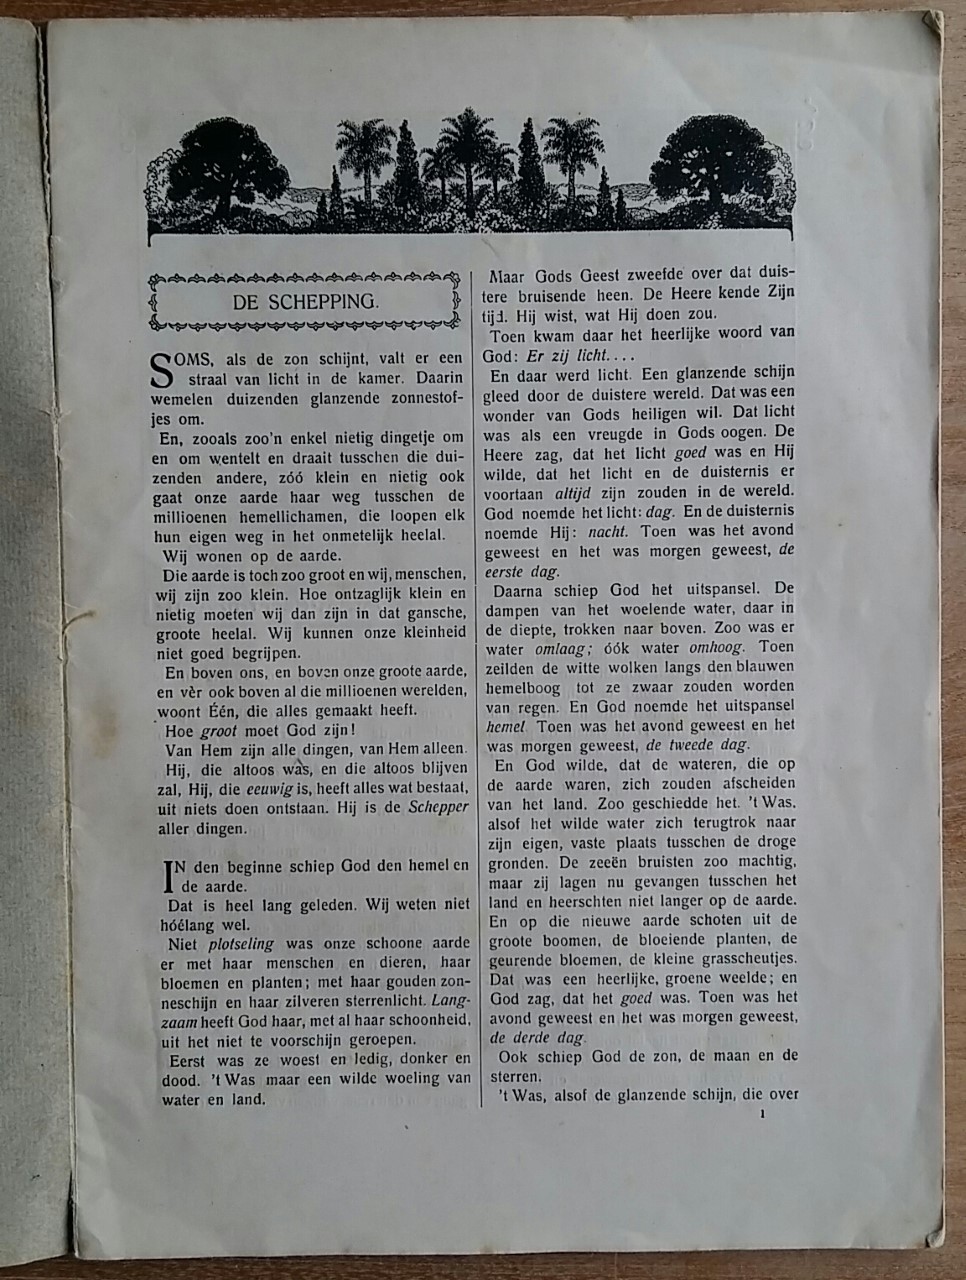 DE SCHEPPING.
SOMS, als de zon schijnt, valt er een
straal van licht in de kamer. Daarin
wemelen duizenden glanzende zonnestof-
jes om.
En, zooals zoo'n enkel nietig dingetje om
en om wentelt en draait tusschen die dui-
zenden andere, zóó klein en nietig ook
gaat onze aarde haar weg tusschen de
millioenen hemellichamen, die loopen elk
hun eigen weg in het onmetelijk heelal.
Wij wonen op de aarde.
Die aarde is toch zoo groot en wij, menschen,
wij zijn zoo klein. Hoe ontzaglijk klein en
nietig moeten wij dan zijn in dat gansche,
groote heelal. Wij kunnen onze kleinheid
niet goed begrijpen.
En boven ons, en boven onze groote aarde,
en vèr ook boven al die millioenen werelden,
woont Één, die alles gemaakt heeft.
Hoe groot moet God zijn!
Van Hem zijn alle dingen, van Hem alleen.
Hij, die altoos was, en die altoos blijven
zal, Hij, die eeuwig is, heeft alles wat bestaat,
uit niets doen ontstaan. Hij is de Schepper
aller dingen.
IN den beginne schiep God den hemel en
de aarde.
Dat is heel lang geleden. Wij weten niet
hóélang wel.
Niet plotseling was onze schoone aarde
er met haar menschen en dieren, haar
bloemen en planten; met haar gouden zon-
neschijn en haar zilveren sterrenlicht. Lang-
zaam heeft God haar, met al haar schoonheid,
uit het niet te voorschijn geroepen.
Eerst was ze woest en ledig, donker en
dood. 't Was maar een wilde woeling van
water en land.
Maar Gods Geest zweefde over dat duis-
tere bruisende heen. De Heere kende Zijn
tijd. Hij wist, wat Hij doen zou.
Toen kwam daar het heerlijke woord van
God: Er zij licht....
En daar werd licht. Een glanzende schijn
gleed door de duistere wereld. Dat was een
wonder van Gods heiligen wil. Dat licht
was als een vreugde in Gods oogen. De
Heere zag, dat het licht goed was en Hij
wilde, dat het licht en de duisternis er
voortaan altijd zijn zouden in de wereld.
God noemde het licht: dag. En de duisternis
noemde Hij: nacht. Toen was het avond
geweest en het was morgen geweest, de
eerste dag.
Daarna schiep God het uitspansel. De
dampen van het woelende water, daar in
de diepte, trokken naar boven. Zoo was er
water omlaag; óók water omhoog. Toen
zeilden de witte wolken langs den blauwen
hemelboog tot ze zwaar zouden worden
van regen. En God noemde het uitspansel
hemel. Toen was het avond geweest en het
was morgen geweest, de tweede dag.
En God wilde, dat de wateren, die op
de aarde waren, zich zouden afscheiden
van het land. Zoo geschiedde het. 't Was,
alsof het wilde water zich terugtrok naar
zijn eigen, vaste plaats tusschen de droge
gronden. De zeeën bruisten zoo machtig,
maar zij lagen nu gevangen tusschen het
land en heerschten niet langer op de aarde.
En op die nieuwe aarde schoten uit de
groote boomen, de bloeiende planten, de
geurende bloemen, de kleine grasscheutjes.
Dat was een heerlijke, groene weelde; en
God zag, dat het goed was. Toen was het
avond geweest en het was morgen geweest,
de derde dag.
Ook schiep God de zon, de maan en de
sterren.
't Was, alsof de glanzende schijn, die over
1